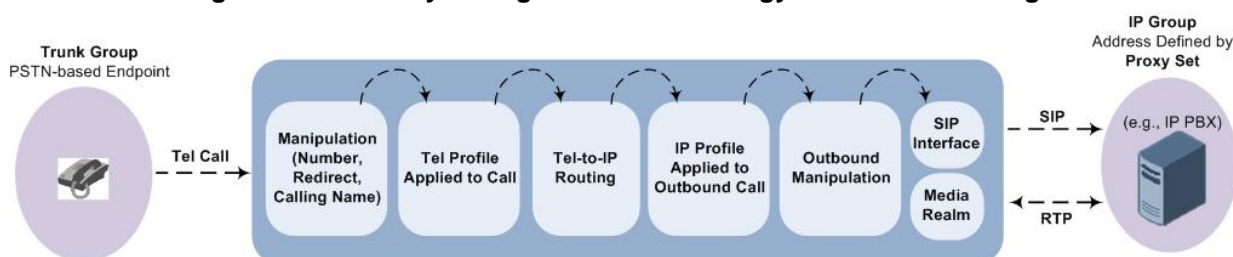 Trunk Group
PSTN-based Endpoint
Tel Call
Manipulation
(Number,
Redirect,
Calling Name)
Tel Profile
Applied to Call
Tel-to-IP
Routing
IP Profile
Applied to
Outbound Call
Outbound
Manipulation
SIP
Interface
Media
Realm
SIP
RTP
IP Group
Address Defined by
Proxy Set
(e.g., IP PBX)